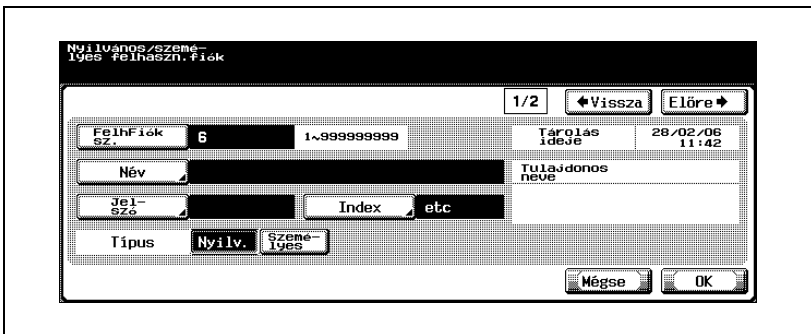 Nyilvános/szemé-
lyes felhaszn.fiók
1/2 Vissza Előre
FelhFiók
sz.
6 1~999999999
Tárolás
ideje
28/02/06
11:42
Név
Tulajdonos
neve
Jel-
szó
Index etc
Típus Nyilv. Szemé-
lyes
Mégse OK